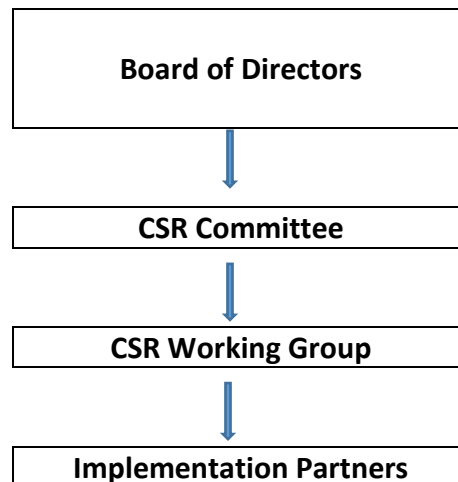 Board of Directors
CSR Committee
CSR Working Group
Implementation Partners